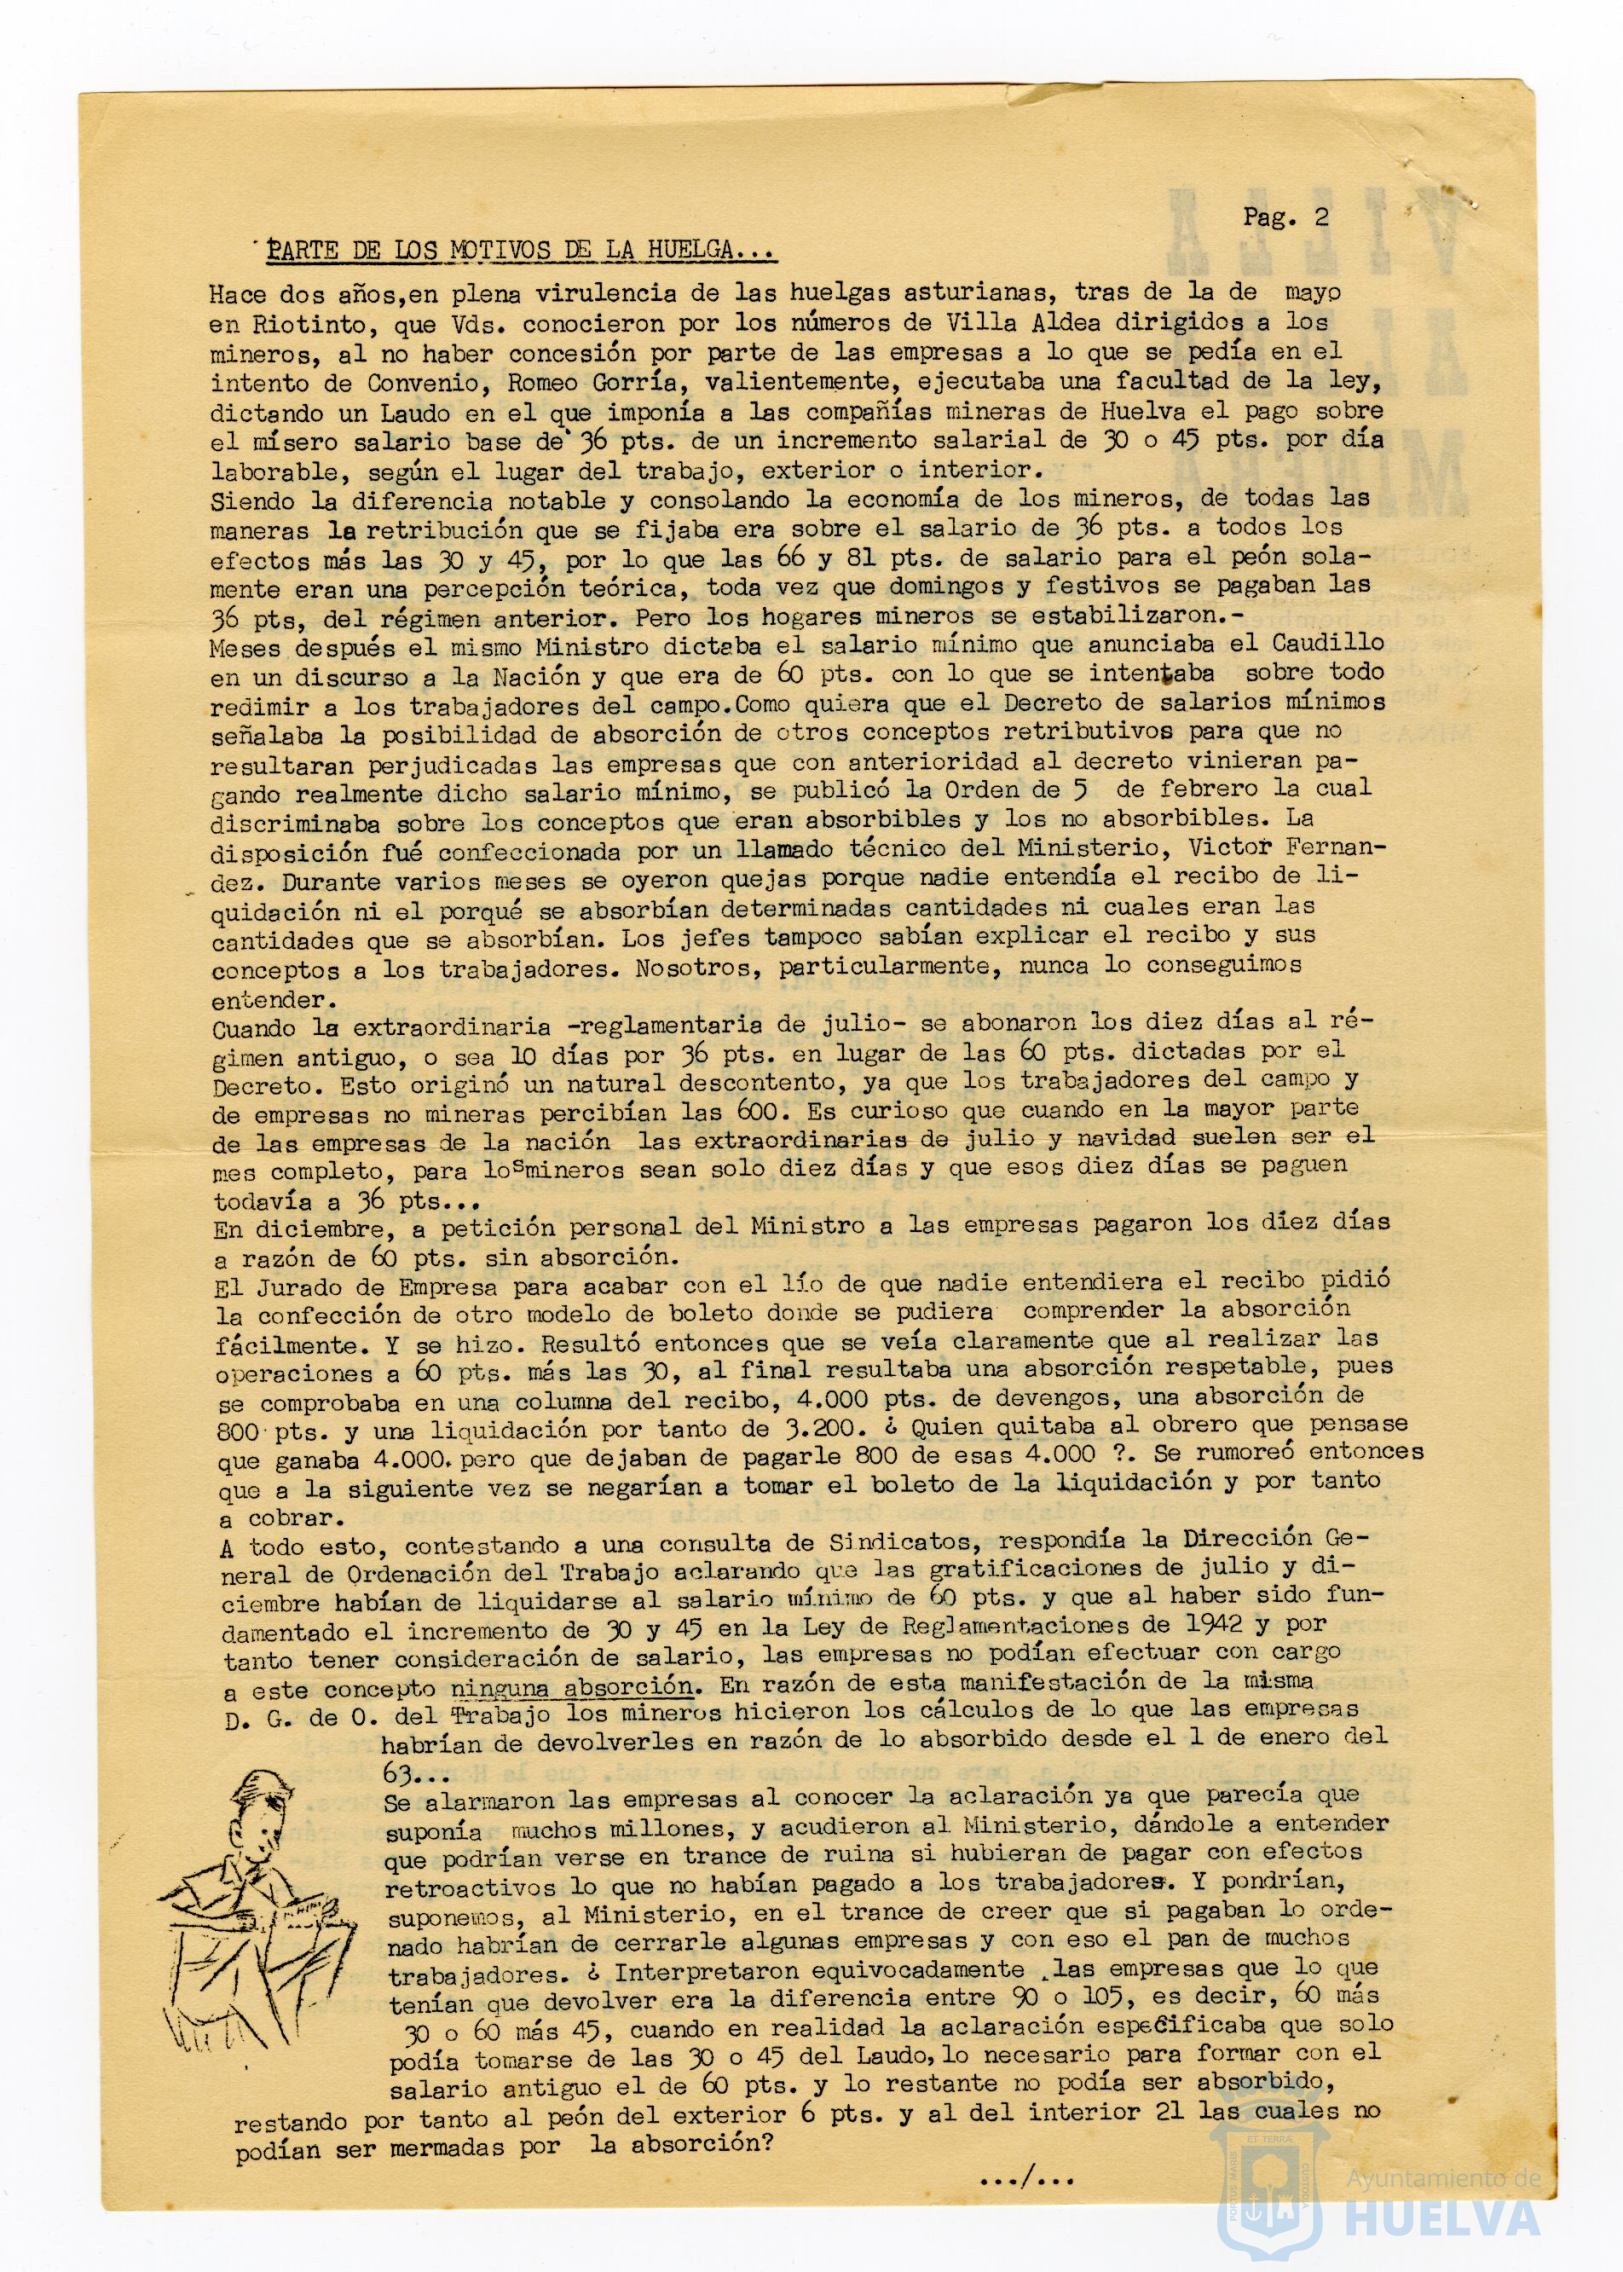 Pag. 2
PARTE DE LOS MOTIVOS DE LA HUELGA...
Hace dos años,en plena virulencia de las huelgas asturianas, tras de la de mayo
en Riotinto, que Vds. conocieron por los números de Villa Aldea dirigidos a los
mineros, al no haber concesión por parte de las empresas a lo que se pedía en el
intento de Convenio, Romeo Gorría, valientemente, ejecutaba una facultad de la ley,
dictando un Laudo en el que imponía a las compañías mineras de Huelva el pago sobre
el mísero salario base de 36 pts. de un incremento salarial de 30 o 45 pts. por día
laborable, según el lugar del trabajo, exterior o interior.
Siendo la diferencia notable y consolando la economía de los mineros, de todas las
maneras la retribución que se fijaba era sobre el salario de 36 pts. a todos los
efectos más las 30 y 45, por lo que las 66 y 81 pts. de salario para el peón sola-
mente eran una percepción teórica, toda vez que domingos y festivos se pagaban las
36 pts, del régimen anterior. Pero los hogares mineros se estabilizaron.-
Meses después el mismo Ministro dictaba el salario mínimo que anunciaba el Caudillo
en un discurso a la Nación y que era de 60 pts. con lo que se intentaba sobre todo
redimir a los trabajadores del campo.Como quiera que el Decreto de salarios mínimos
señalaba la posibilidad de absorción de otros conceptos retributivos para que no
resultaran perjudicadas las empresas que con anterioridad al decreto vinieran pa-
gando realmente dicho salario mínimo, se publicó la Orden de 5 de febrero la cual
discriminaba sobre los conceptos que eran absorbibles y los no absorbibles. La
disposición fué confeccionada por un llamado técnico del Ministerio, Victor Fernan-
dez. Durante varios meses se oyeron quejas porque nadie entendía el recibo de li-
quidación ni el porqué se absorbían determinadas cantidades ni cuales eran las
cantidades que se absorbían. Los jefes tampoco sabían explicar el recibo y sus
conceptos a los trabajadores. Nosotros, particularmente, nunca lo conseguimos
entender.
Cuando la extraordinaria -reglamentaria de julio- se abonaron los diez días al ré-
gimen antiguo, o sea 10 días por 36 pts. en lugar de las 60 pts. dictadas por el
Decreto. Esto originó un natural descontento, ya que los trabajadores del campo y
de empresas no mineras percibían las 600. Es curioso que cuando en la mayor parte
de las empresas de la nación las extraordinarias de julio y navidad suelen ser el
mes completo, para los mineros sean solo diez días y que esos diez días se paguen
todavía a 36 pts...
En diciembre, a petición personal del Ministro a las empresas pagaron los diez días
a razón de 60 pts. sin absorción.
El Jurado de Empresa para acabar con el lío de que nadie entendiera el recibo pidió
la confección de otro modelo de boleto donde se pudiera comprender la absorción
fácilmente. Y se hizo. Resultó entonces que se veía claramente que al realizar las
operaciones a 60 pts. más las 30, al final resultaba una absorción respetable, pues
se comprobaba en una columna del recibo, 4.000 pts. de devengos, una absorción de
800 pts. y una liquidación por tanto de 3.200. ¿ Quien quitaba al obrero que pensase
que ganaba 4.000. pero que dejaban de pagarle 800 de esas 4.000 ?. Se rumoreó entonces
que a la siguiente vez se negarían a tomar el boleto de la liquidación y por tanto
a cobrar.
A todo esto, contestando a una consulta de Sindicatos, respondía la Dirección Ge-
neral de Ordenación del Trabajo aclarando que las gratificaciones de julio y di-
ciembre habían de liquidarse al salario mínimo de 60 pts. y que al haber sido fun-
damentado el incremento de 30 y 45 en la Ley de Reglamentaciones de 1942 y por
tanto tener consideración de salario, las empresas no podían efectuar con cargo
a este concepto ninguna absorción. En razón de esta manifestación de la misma
D. G. de O. del Trabajo los mineros hicieron los cálculos de lo que las empresas
habrían de devolverles en razón de lo absorbido desde el 1 de enero del
63...
Se alarmaron las empresas al conocer la aclaración ya que parecía que
suponía muchos millones, y acudieron al Ministerio, dándole a entender
que podrían verse en trance de ruina si hubieran de pagar con efectos
retroactivos lo que no habían pagado a los trabajadores. Y pondrían,
suponemos, al Ministerio, en el trance de creer que si pagaban lo orde-
nado habrían de cerrarle algunas empresas y con eso el pan de muchos
trabajadores. ¿ Interpretaron equivocadamente las empresas que lo que
tenían que devolver era la diferencia entre 90 o 105, es decir, 60 más
30 o 60 más 45, cuando en realidad la aclaración especificaba que solo
podía tomarse de las 30 o 45 del Laudo,lo necesario para formar con el
salario antiguo el de 60 pts. y lo restante no podía ser absorbido,
restando por tanto al peón del exterior 6 pts. y al del interior 21 las cuales no
podían ser mermadas por la absorción?
.../...
ET TERRÆ
PORTUS MARIS
CUSTODIA
Ayuntamiento de
HUELVA